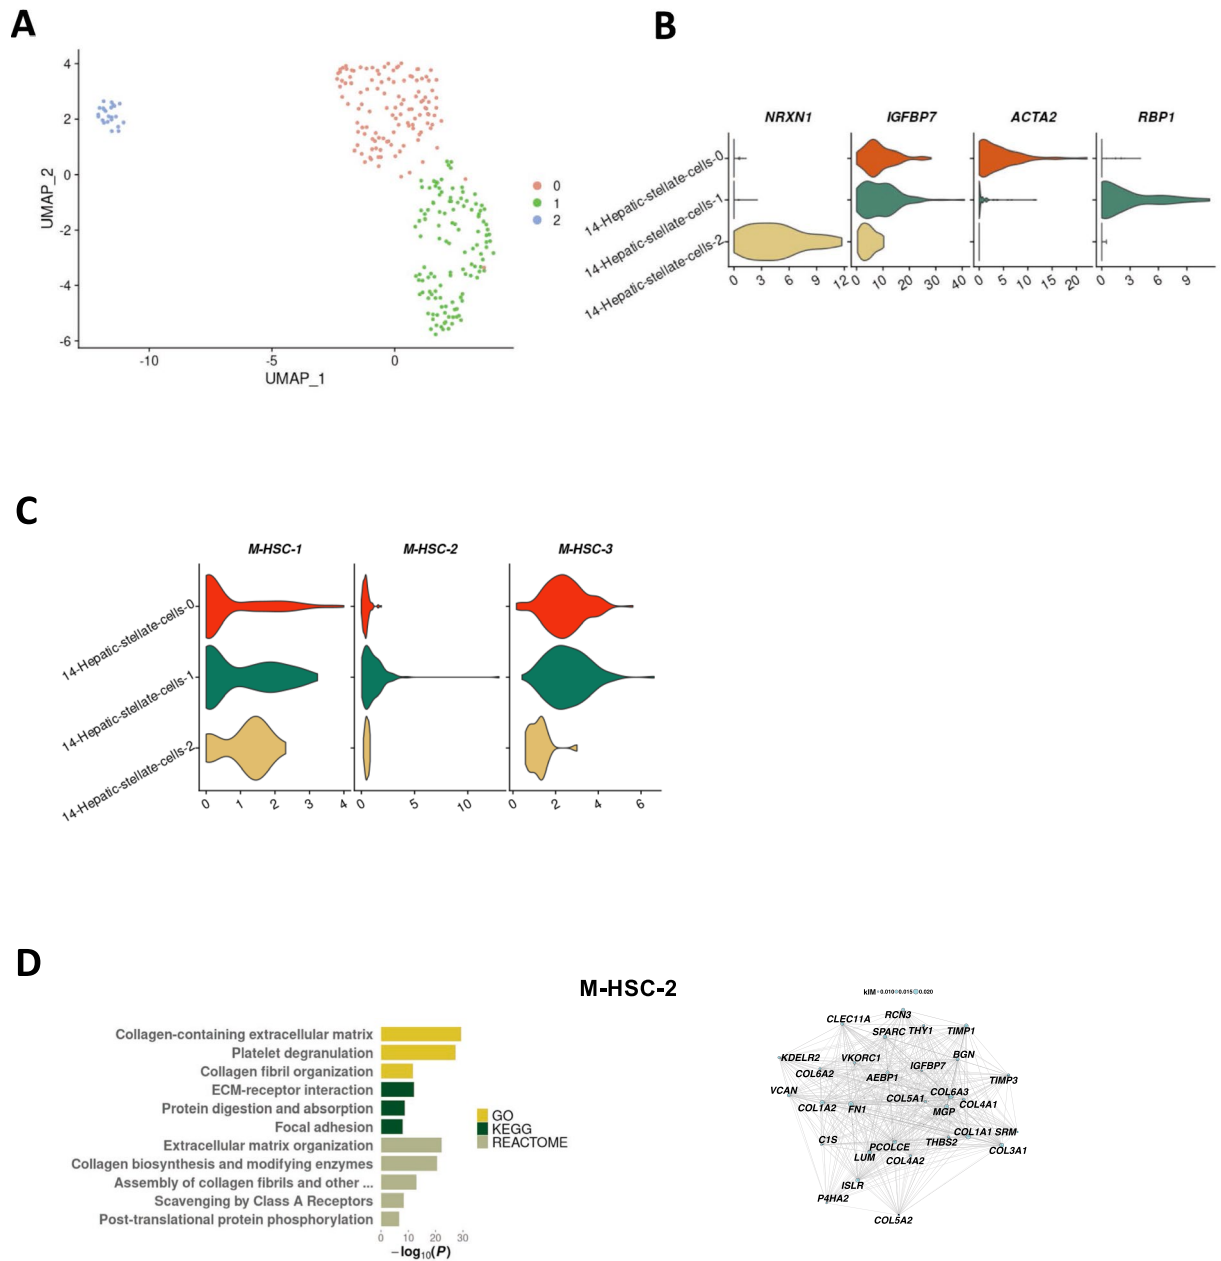 A
4
2
0
-2
-4
-6
UMAP_2
-10
-5
0
UMAP_1
0
1
2
B
NRXN1
IGFBP7
ACTA2
RBP1
14-Hepatic-stellate-cells-0
14-Hepatic-stellate-cells-1
14-Hepatic-stellate-cells-2
0 3 6 9 12
0 10 20 30 40
0 5 10 15 20
0 3 6 9
C
M-HSC-1
M-HSC-2
M-HSC-3
14-Hepatic-stellate-cells-0
14-Hepatic-stellate-cells-1
14-Hepatic-stellate-cells-2
0 1 2 3 4
0 5 10
0 2 4 6
D
M-HSC-2
Collagen-containing extracellular matrix
Platelet degranulation
Collagen fibril organization
ECM-receptor interaction
Protein digestion and absorption
Focal adhesion
Extracellular matrix organization
Collagen biosynthesis and modifying enzymes
Assembly of collagen fibrils and other ...
Scavenging by Class A Receptors
Post-translational protein phosphorylation
0 10 20 30
−log10(P)
GO
KEGG
REACTOME
kIM 0.010 0.015 0.020
RCN3
CLEC11A
SPARC THY1 TIMP1
KDELR2 VKORC1 IGFBP7 BGN
COL6A2 AEBP1 TIMP3
VCAN COL5A1 COL6A3
COL1A2 FN1 MGP COL4A1
C1S PCOLCE THBS2 COL1A1 SRM
LUM COL4A2 COL3A1
ISLR
P4HA2
COL5A2